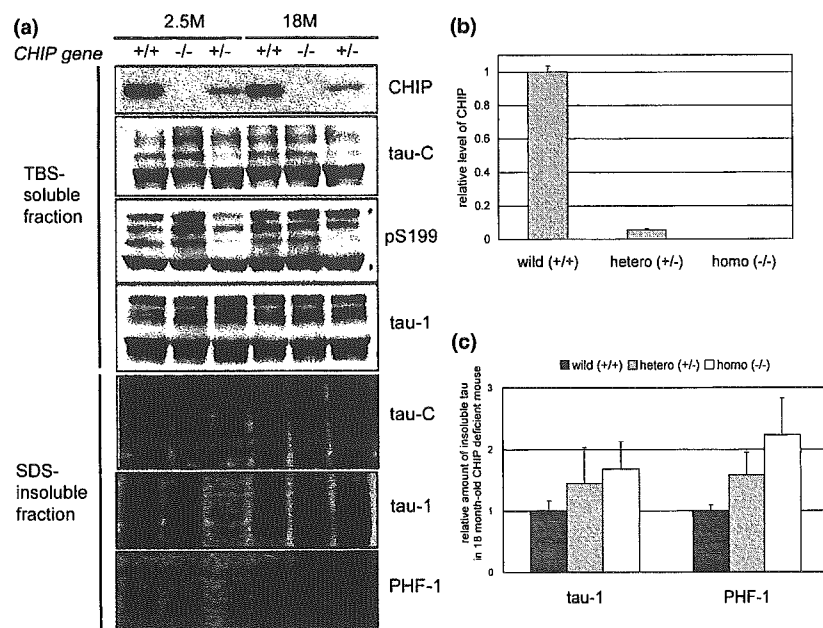 (a)
2.5M 18M
CHIP gene +/+ -/- +/- +/+ -/- +/-
TBS-
soluble
fraction
CHIP
tau-C
pS199
tau-1
SDS-
insoluble
fraction
tau-C
tau-1
PHF-1
(b)
relative level of CHIP
1
0.8
0.6
0.4
0.2
0
wild (+/+) hetero (+/-) homo (-/-)
(c)
wild (+/+) hetero (+/-) homo (-/-)
relative amount of insoluble tau
in 18 month-old CHIP deficient mouse
3
2
1
0
tau-1 PHF-1